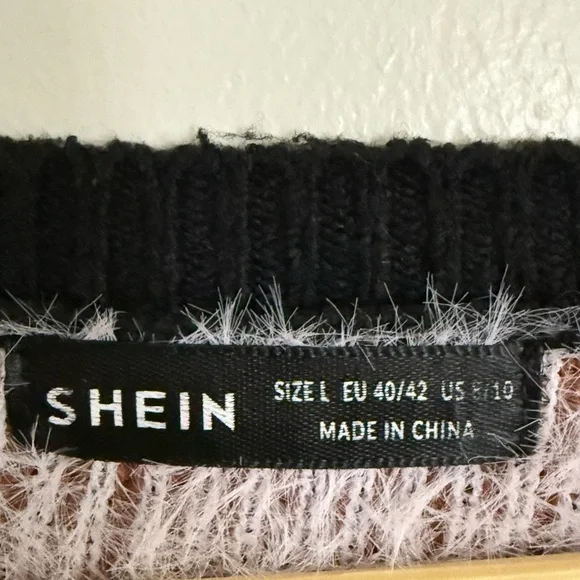 SHEIN
SIZE L EU 40/42 US 8/10
MADE IN CHINA